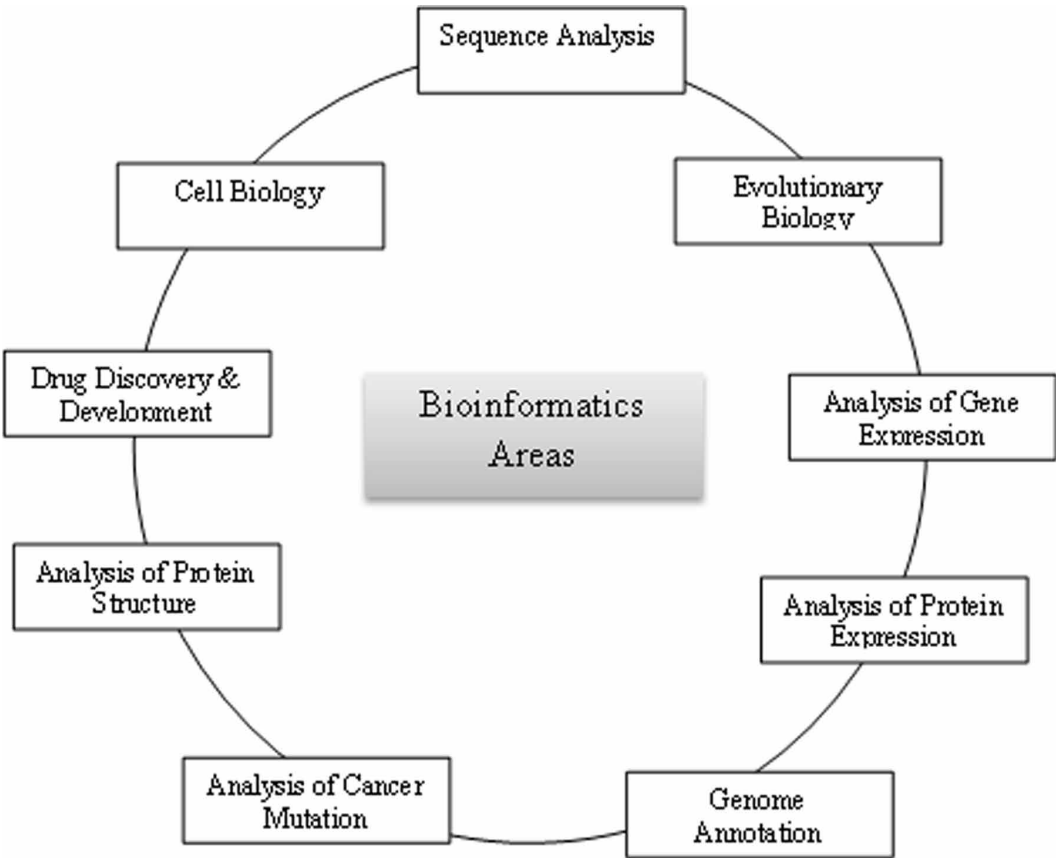 Sequence Analysis
Cell Biology
Evolutionary
Biology
Drug Discovery &
Development
Bioinformatics
Areas
Analysis of Gene
Expression
Analysis of Protein
Structure
Analysis of Protein
Expression
Analysis of Cancer
Mutation
Genome
Annotation